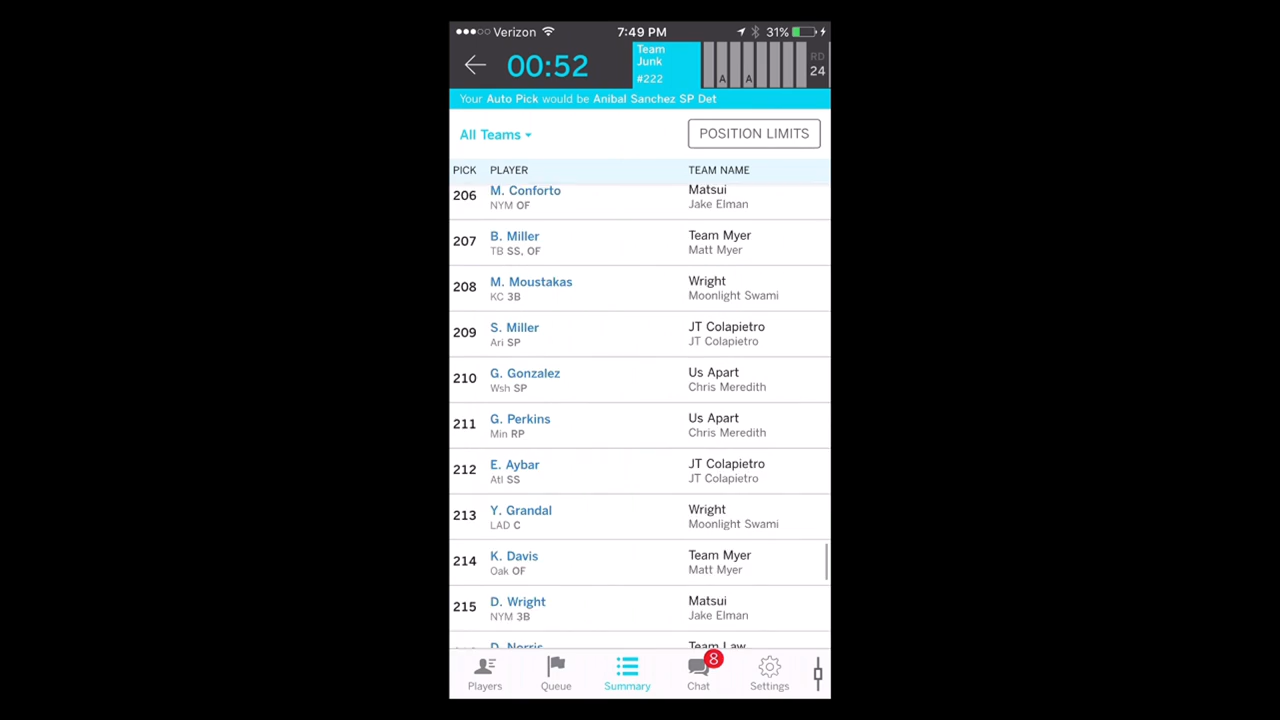 Verizon 7:49 PM 31%
00:52
Team
Junk
#222
A A
RD
24
Your Auto Pick would be Anibal Sanchez SP Det
All Teams
POSITION LIMITS
PICK PLAYER TEAM NAME
206 M. Conforto Matsui
NYM OF Jake Elman
207 B. Miller Team Myer
TB SS, OF Matt Myer
208 M. Moustakas Wright
KC 3B Moonlight Swami
209 S. Miller JT Colapietro
Ari SP JT Colapietro
210 G. Gonzalez Us Apart
Wsh SP Chris Meredith
211 G. Perkins Us Apart
Min RP Chris Meredith
212 E. Aybar JT Colapietro
Atl SS JT Colapietro
213 Y. Grandal Wright
LAD C Moonlight Swami
214 K. Davis Team Myer
Oak OF Matt Myer
215 D. Wright Matsui
NYM 3B Jake Elman
D. Norris Team Law
8
Players Queue Summary Chat Settings